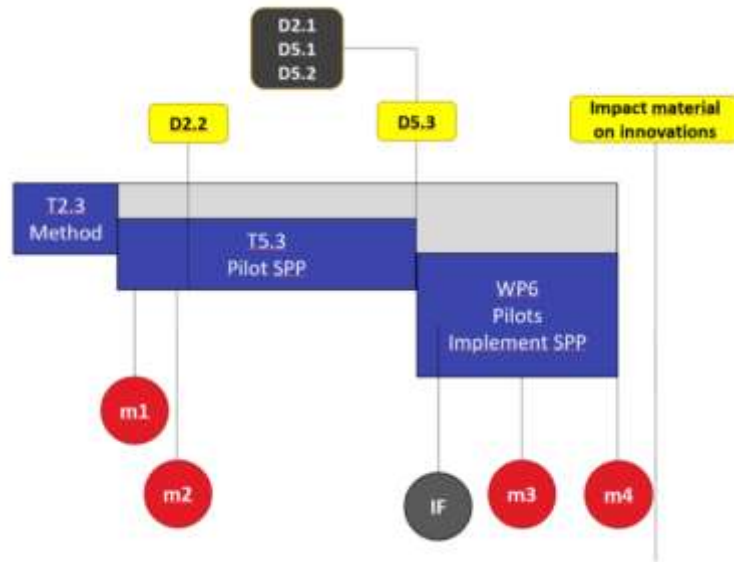 D2.1
D5.1
D5.2
D2.2
D5.3
Impact material
on innovations
T2.3
Method
T5.3
Pilot SPP
WP6
Pilots
Implement SPP
m1
m2
IF
m3
m4